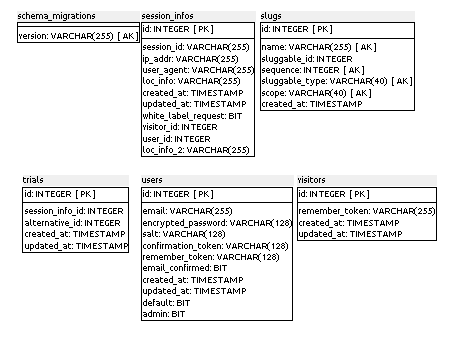 schema_migrations
version: VARCHAR(255) [ AK ]
session_infos
id: INTEGER [ PK ]
session_id: VARCHAR(255)
ip_addr: VARCHAR(255)
user_agent: VARCHAR(255)
loc_info: VARCHAR(255)
created_at: TIMESTAMP
updated_at: TIMESTAMP
white_label_request: BIT
visitor_id: INTEGER
user_id: INTEGER
loc_info_2: VARCHAR(255)
slugs
id: INTEGER [ PK ]
name: VARCHAR(255) [ AK ]
sluggable_id: INTEGER
sequence: INTEGER [ AK ]
sluggable_type: VARCHAR(40) [ AK ]
scope: VARCHAR(40) [ AK ]
created_at: TIMESTAMP
trials
id: INTEGER [ PK ]
session_info_id: INTEGER
alternative_id: INTEGER
created_at: TIMESTAMP
updated_at: TIMESTAMP
users
id: INTEGER [ PK ]
email: VARCHAR(255)
encrypted_password: VARCHAR(128)
salt: VARCHAR(128)
confirmation_token: VARCHAR(128)
remember_token: VARCHAR(128)
email_confirmed: BIT
created_at: TIMESTAMP
updated_at: TIMESTAMP
default: BIT
admin: BIT
visitors
id: INTEGER [ PK ]
remember_token: VARCHAR(255)
created_at: TIMESTAMP
updated_at: TIMESTAMP